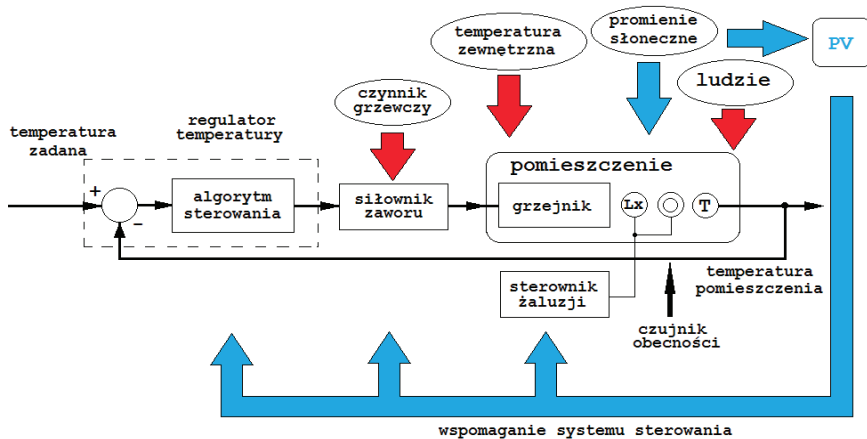 temperatura
zewnętrzna
promienie
słoneczne
PV
czynnik
grzewczy
ludzie
temperatura
zadana
regulator
temperatury
pomieszczenie
+
-
algorytm
sterowania
siłownik
zaworu
grzejnik
Lx
T
sterownik
żaluzji
temperatura
pomieszczenia
czujnik
obecności
wspomaganie systemu sterowania